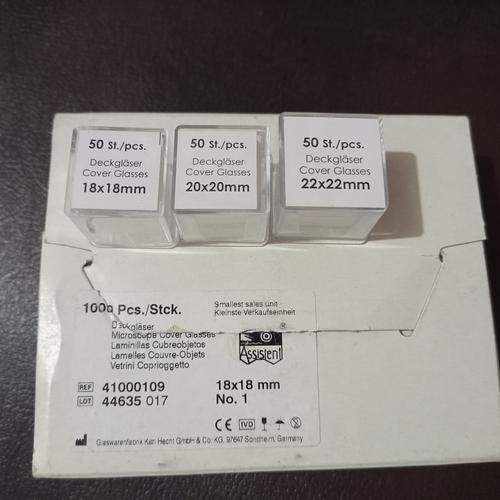 50 St./pcs.
Deckgläser
Cover Glasses
18x18mm
50 St./pcs.
Deckgläser
Cover Glasses
20x20mm
50 St./pcs.
Deckgläser
Cover Glasses
22x22mm
1000 Pcs./Stck.
Smallest sales unit
Kleinste Verkaufseinheit
Deckgläser
Microscope Cover Glasses
Laminillas Cubreobjetos
Lamelles Couvre-Objets
Vetrini Coprioggetto
Assistent
®
REF 41000109
18x18 mm
LOT 44635 017
No. 1
CE IVD
Glaswarenfabrik Karl Hecht GmbH & Co. KG, 97647 Sondheim, Germany